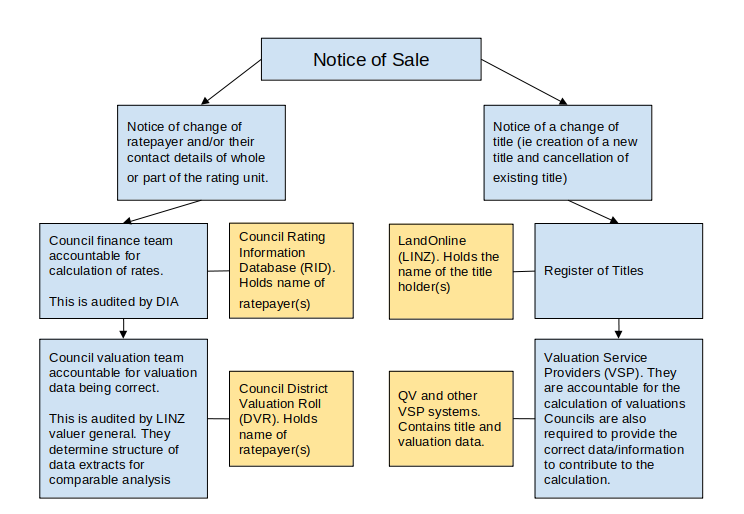 Notice of Sale
Notice of change of
ratepayer and/or their
contact details of whole
or part of the rating unit.
Notice of a change of
title (ie creation of a new
title and cancellation of
existing title)
Council finance team
accountable for
calculation of rates.
This is audited by DIA
Council Rating
Information
Database (RID).
Holds name of
ratepayer(s)
LandOnline
(LINZ). Holds the
name of the title
holder(s)
Register of Titles
Council valuation team
accountable for valuation
data being correct.
This is audited by LINZ
valuer general. They
determine structure of
data extracts for
comparable analysis
Council District
Valuation Roll
(DVR). Holds
name of
ratepayer(s)
QV and other
VSP systems.
Contains title and
valuation data.
Valuation Service
Providers (VSP). They
are accountable for the
calculation of valuations
Councils are also
required to provide the
correct data/information
to contribute to the
calculation.